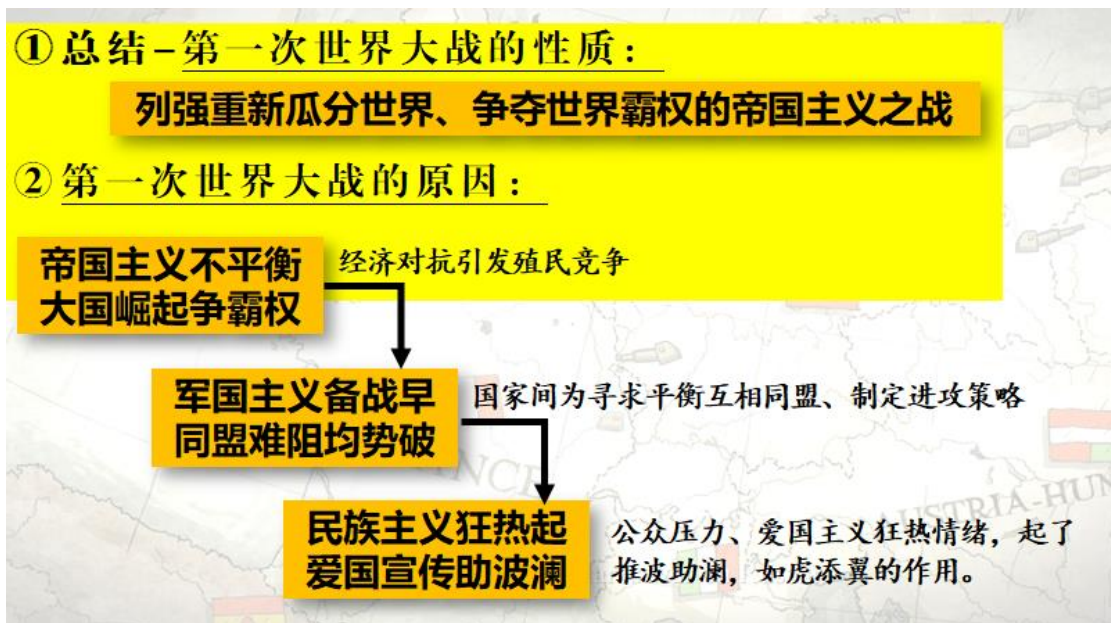 ①总结-第一次世界大战的性质：
列强重新瓜分世界、争夺世界霸权的帝国主义之战
②第一次世界大战的原因：
帝国主义不平衡
大国崛起争霸权
经济对抗引发殖民竞争
军国主义备战早
同盟难阻均势破
国家间为寻求平衡互相同盟、制定进攻策略
民族主义狂热起
爱国宣传助波澜
公众压力、爱国主义狂热情绪，起了
推波助澜，如虎添翼的作用。
AUSTRIA-HUN